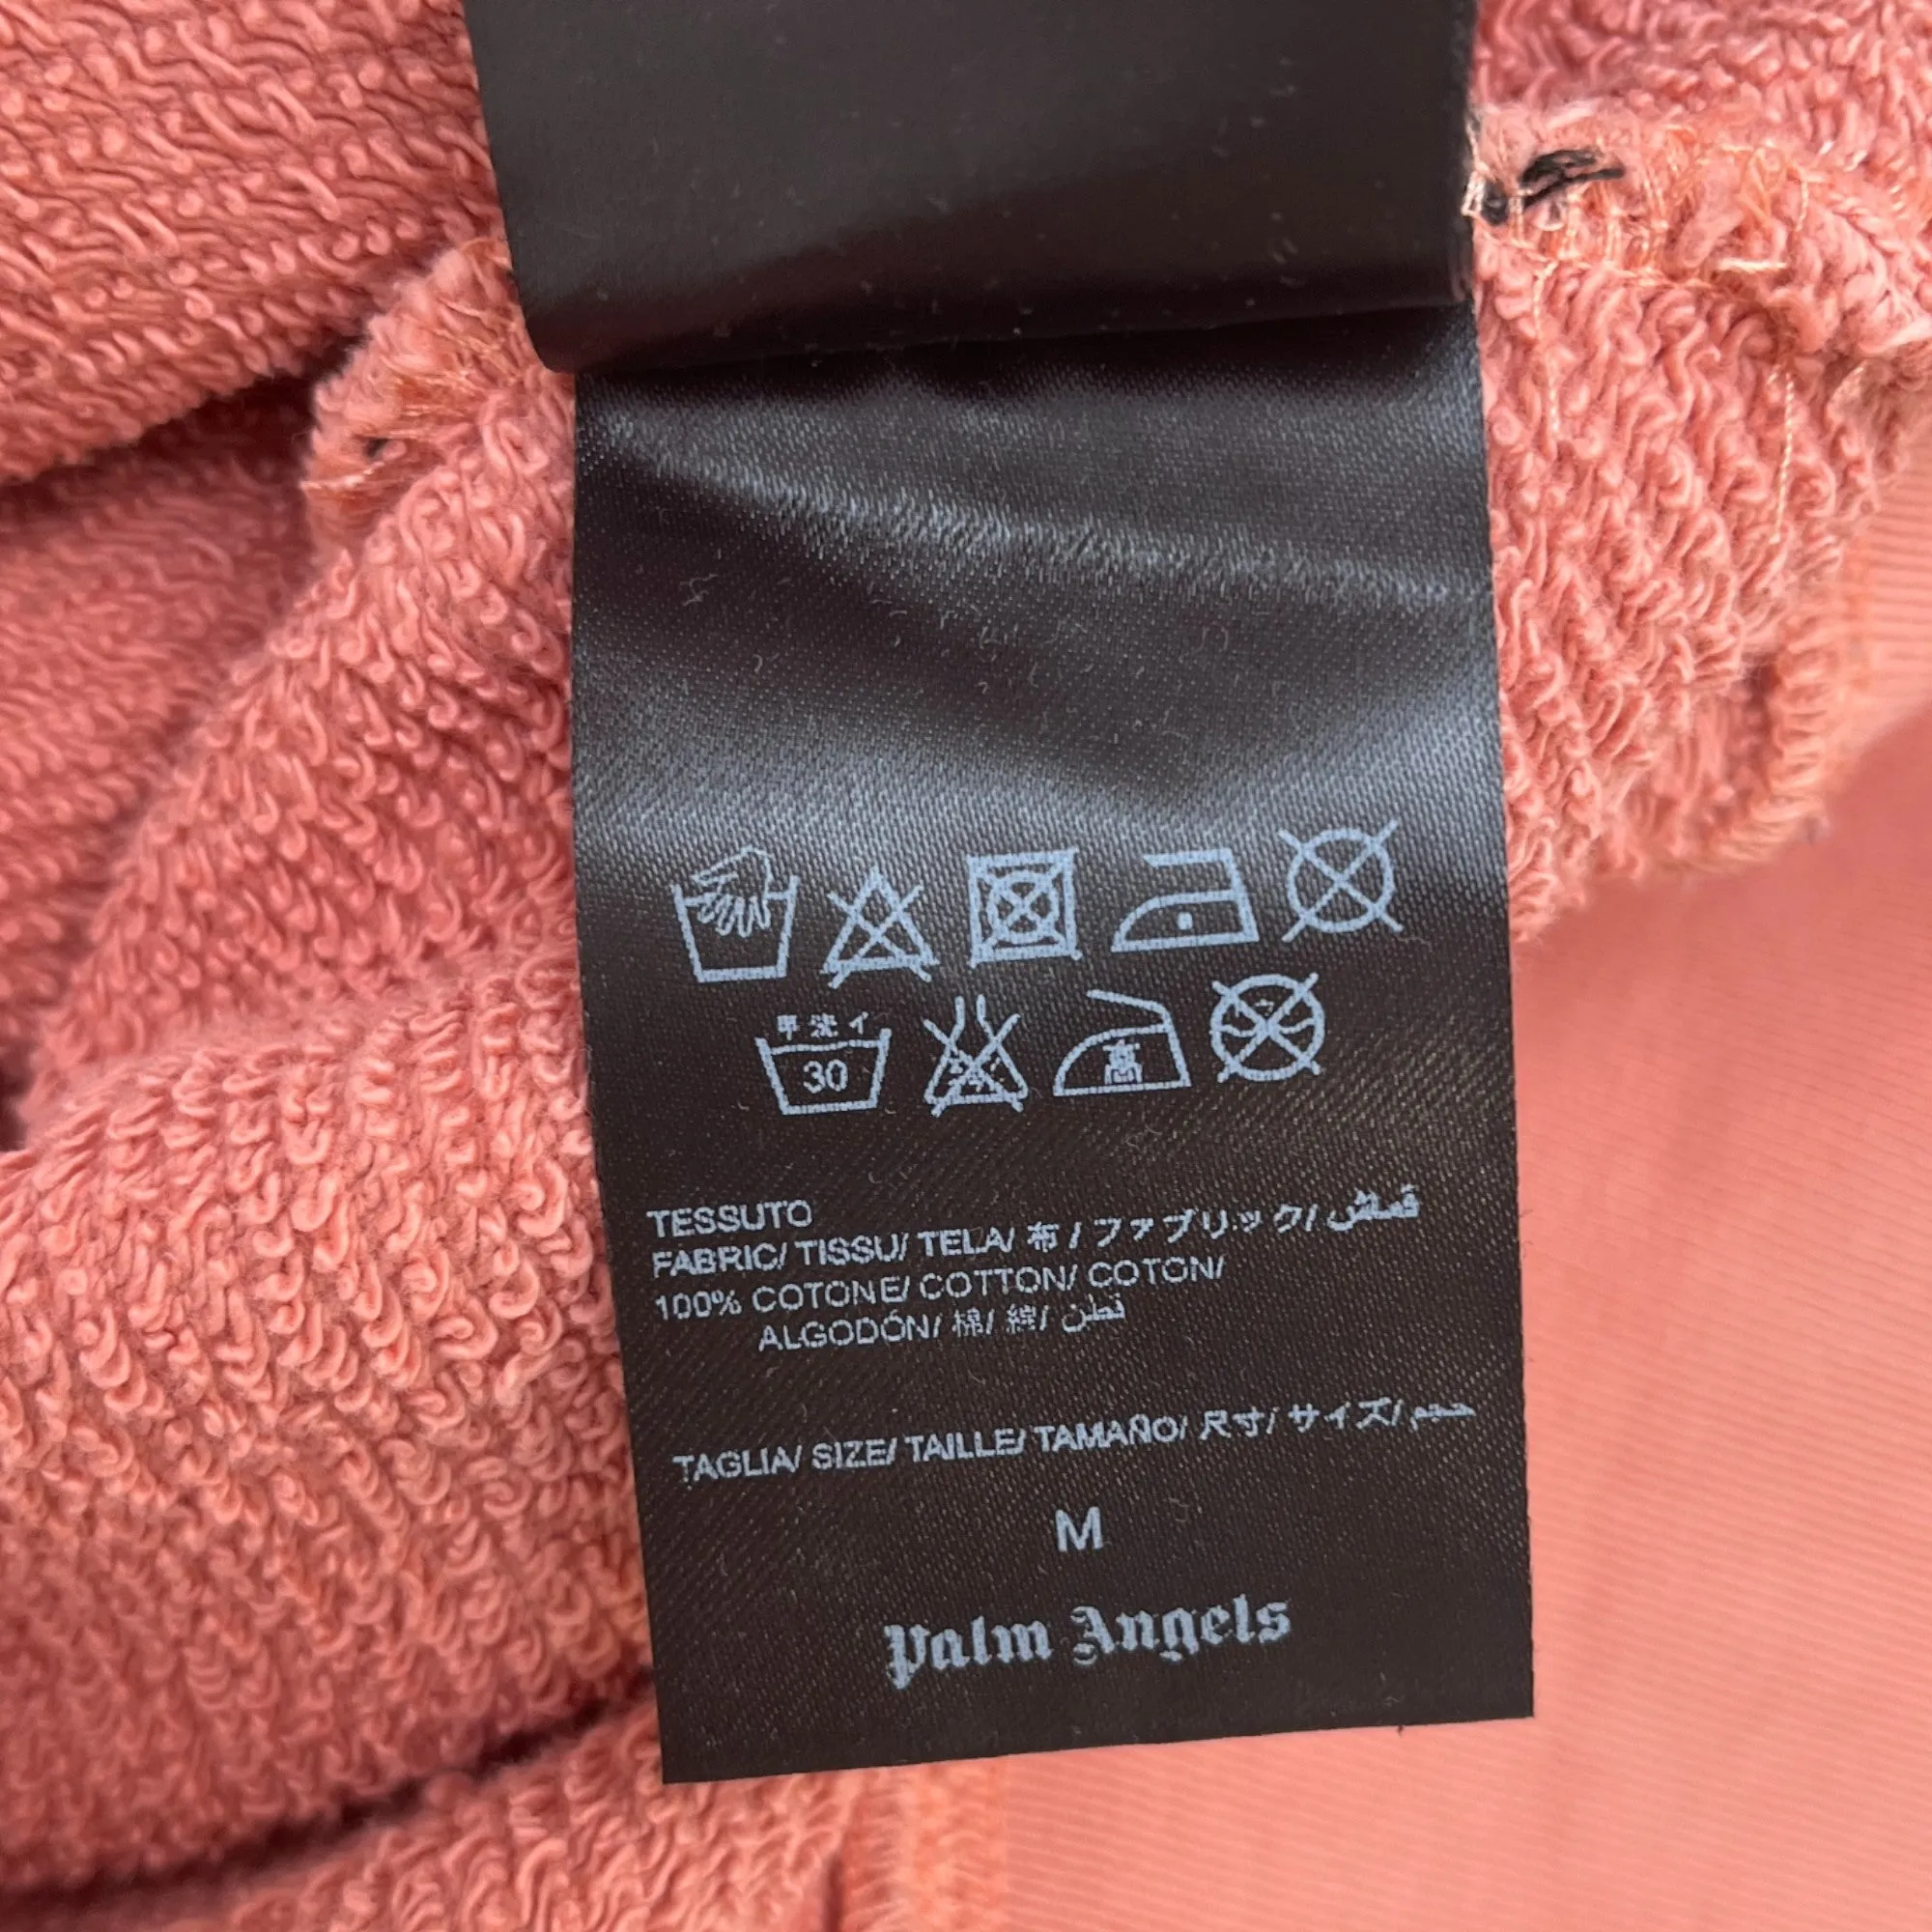 手洗イ
30
高
TESSUTO
FABRIC/ TISSU/ TELA/ 布 / ファブリック/ قماش
100% COTONE/ COTTON/ COTON/
ALGODÓN/ 棉/ 綿/ قطن
TAGLIA/ SIZE/ TAILLE/ TAMAÑO/ 尺寸/ サイズ/ حجم
M
Palm Angels